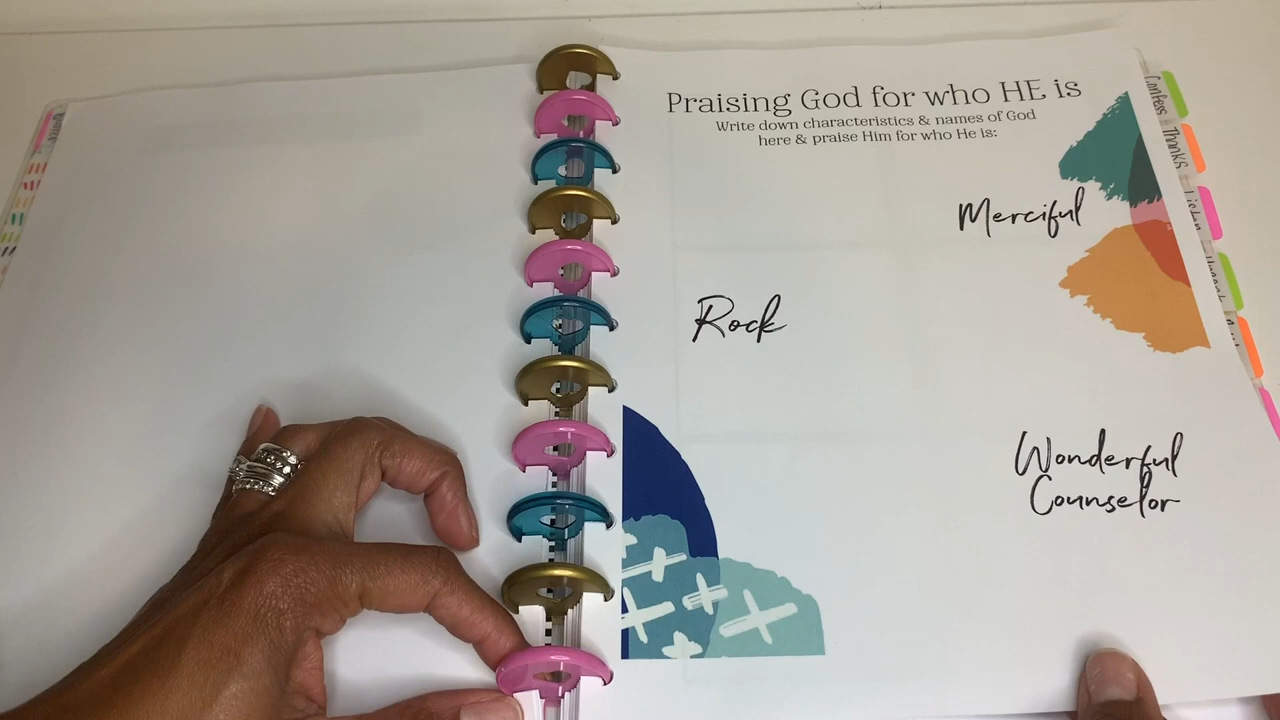 Praising God for who HE is
Write down characteristics & names of God
here & praise Him for who He is:
Merciful
Rock
Wonderful
Counselor
Confess
Thanks
Listen